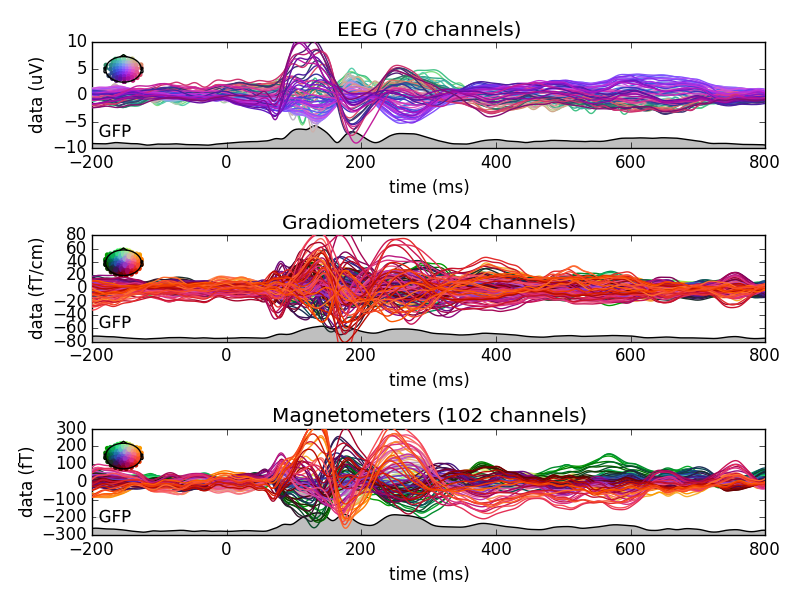 EEG (70 channels)
data (uV)
10
5
0
−5
−10
GFP
−200 0 200 400 600 800
time (ms)
Gradiometers (204 channels)
data (fT/cm)
80
60
40
20
0
−20
−40
−60
−80
GFP
−200 0 200 400 600 800
time (ms)
Magnetometers (102 channels)
data (fT)
300
200
100
0
−100
−200
−300
GFP
−200 0 200 400 600 800
time (ms)